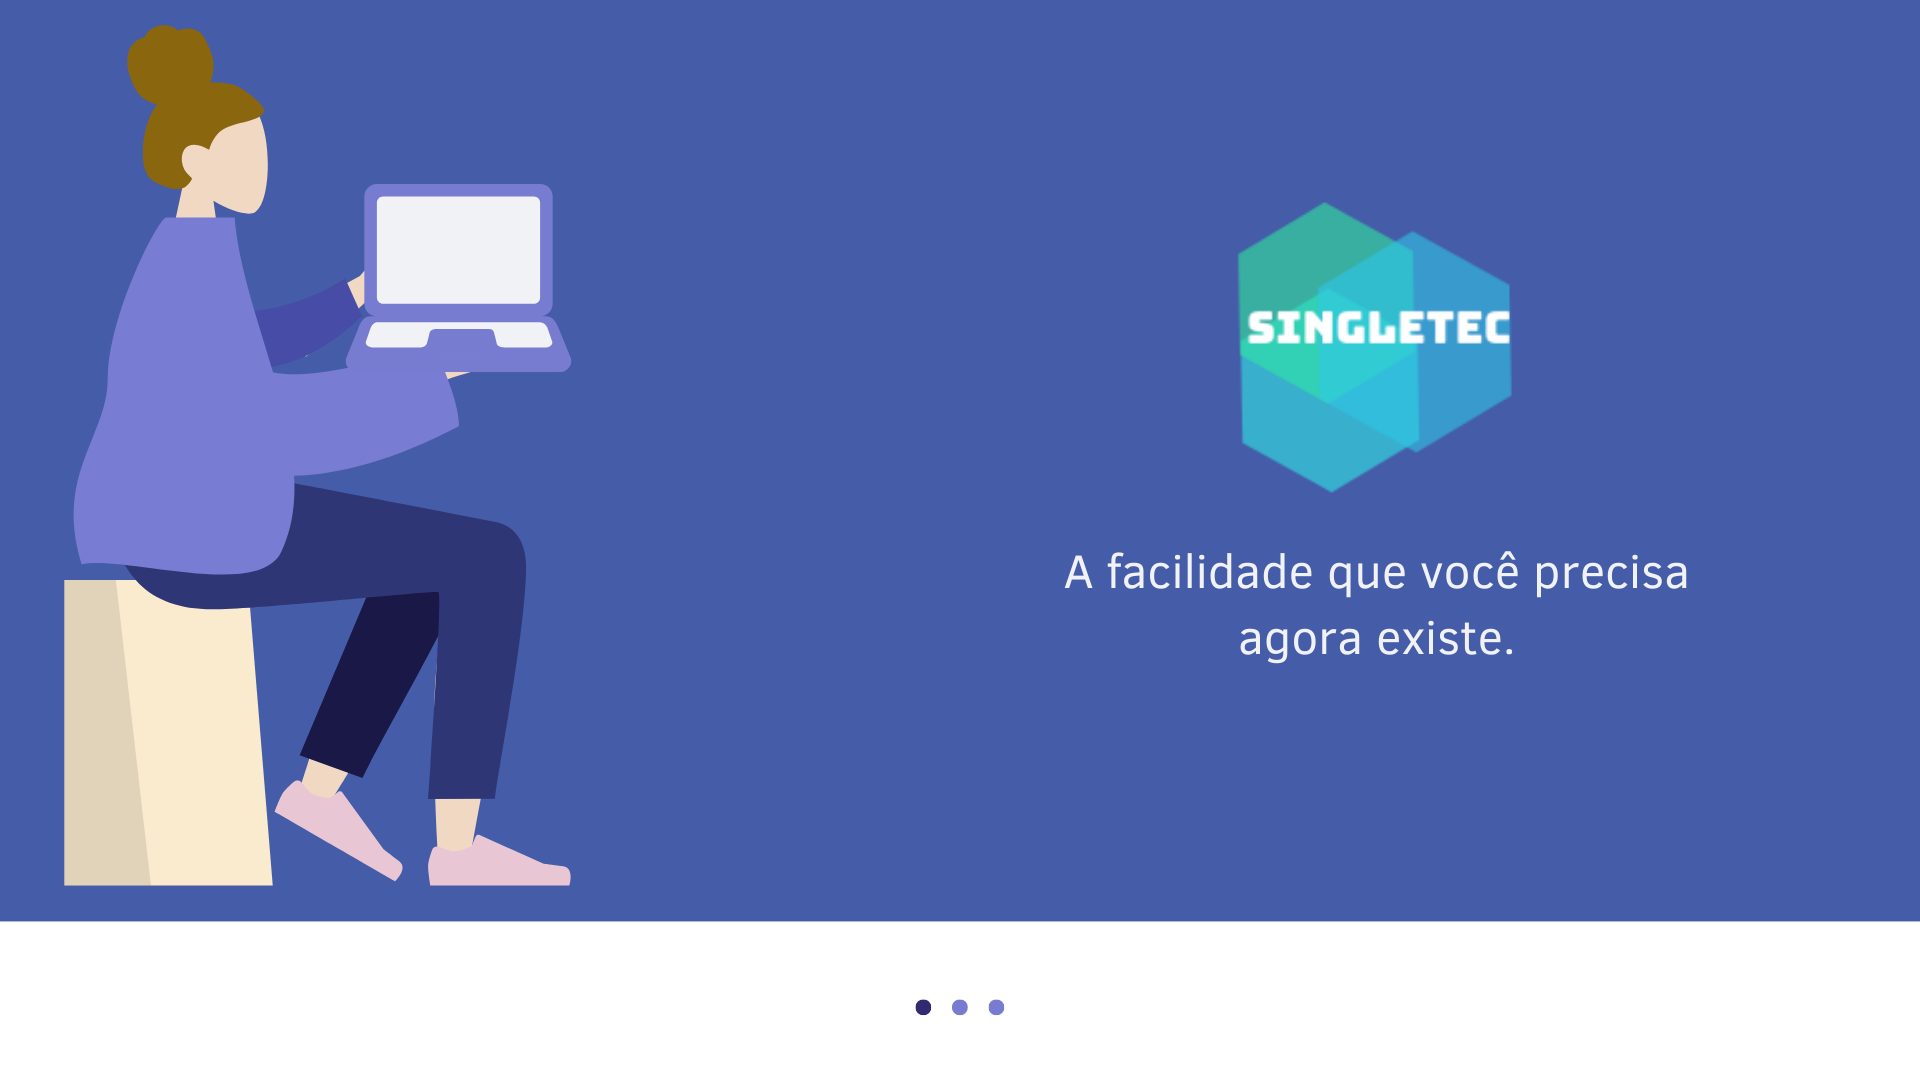 SINGLETEC
A facilidade que você precisa
agora existe.